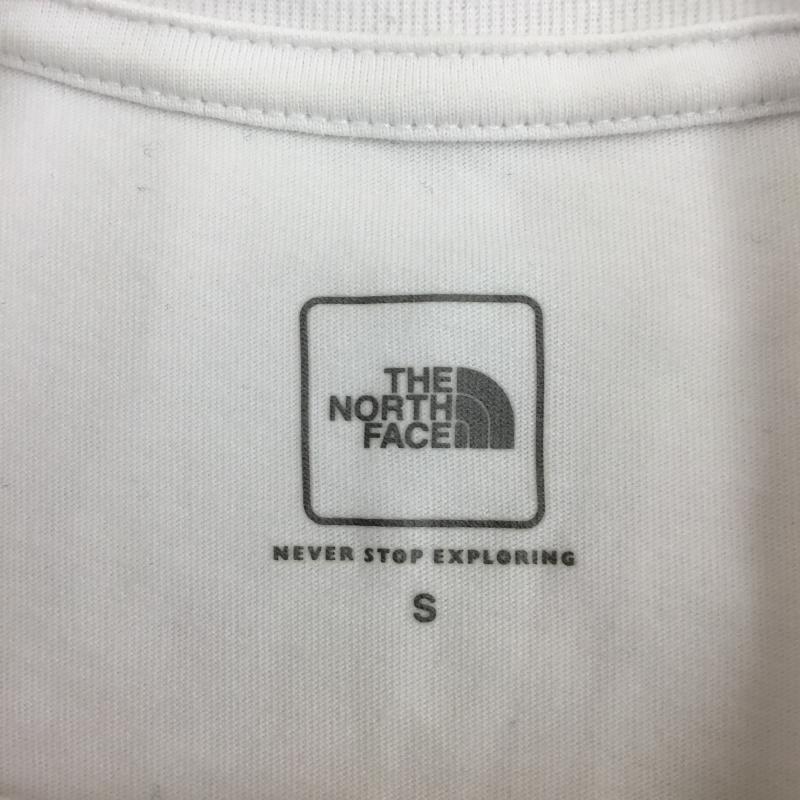 THE
NORTH
FACE
NEVER STOP EXPLORING
S